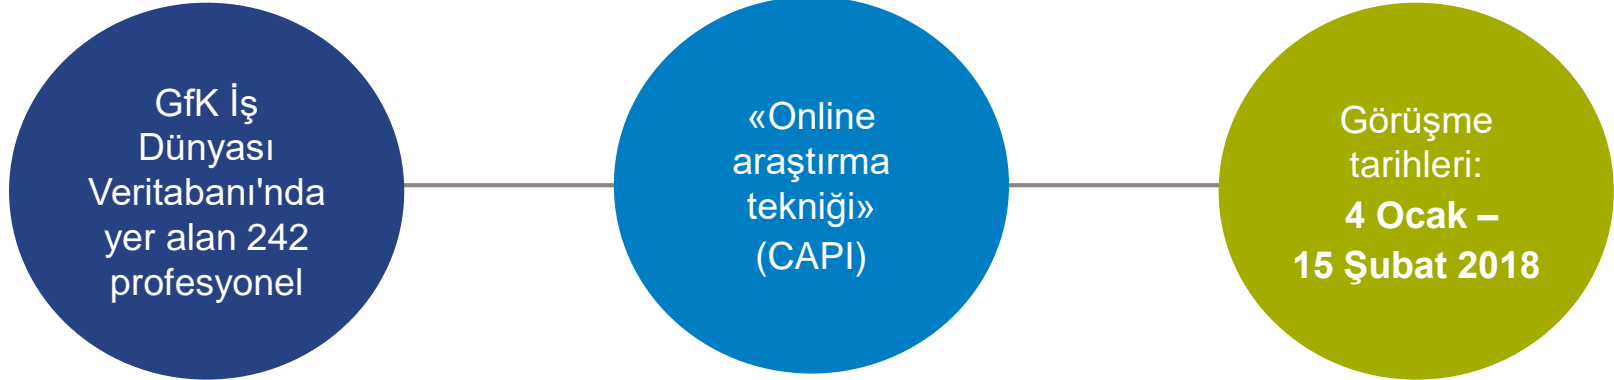 GfK İş
Dünyası
Veritabanı'nda
yer alan 242
profesyonel
«Online
araştırma
tekniği»
(CAPI)
Görüşme
tarihleri:
4 Ocak –
15 Şubat 2018